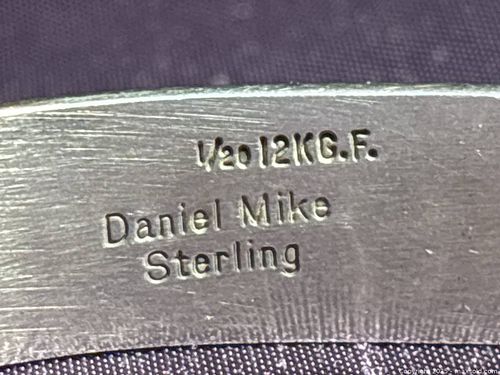 1/20 12KG.F.
Daniel Mike
Sterling